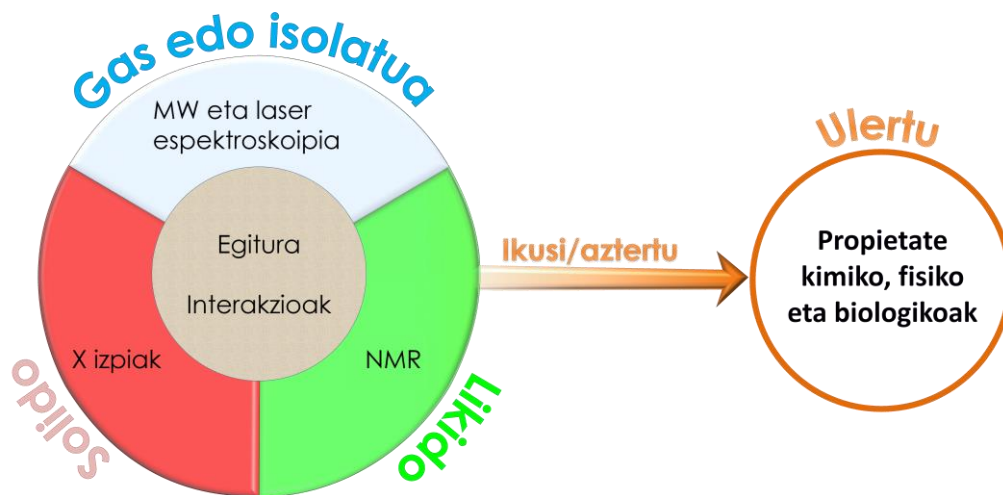 Gas edo isolatua
MW eta laser
espektroskoipia
Egitura
Interakzioak
X izpiak
NMR
Solido
Likido
Ikusi/aztertu
Ulertu
Propietate
kimiko, fisiko
eta biologikoak